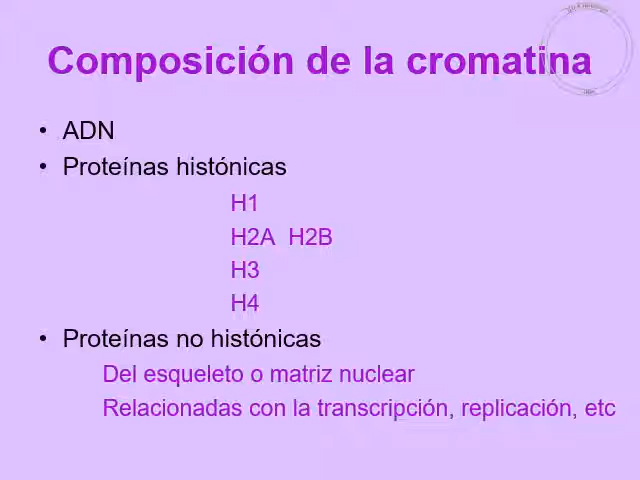 Composición de la cromatina
• ADN
• Proteínas histónicas
H1
H2A H2B
H3
H4
• Proteínas no histónicas
Del esqueleto o matriz nuclear
Relacionadas con la transcripción, replicación, etc